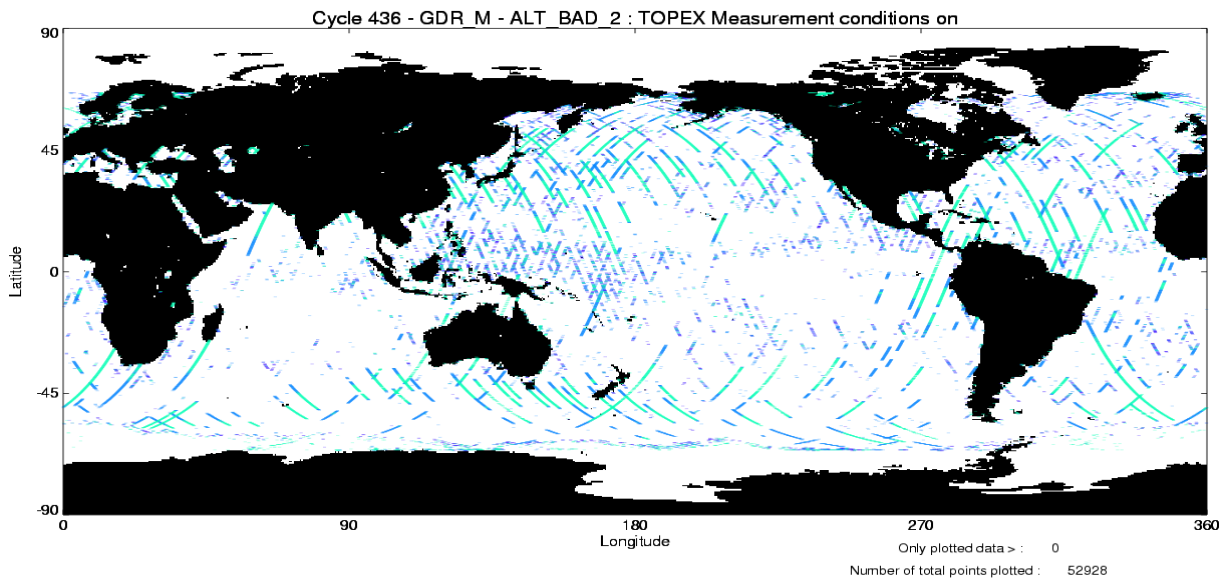 Cycle 436 - GDR_M - ALT_BAD_2 : TOPEX Measurement conditions on
90
45
Latitude
0
-45
-90
0 90 180 270 360
Longitude
Only plotted data > : 0
Number of total points plotted : 52928